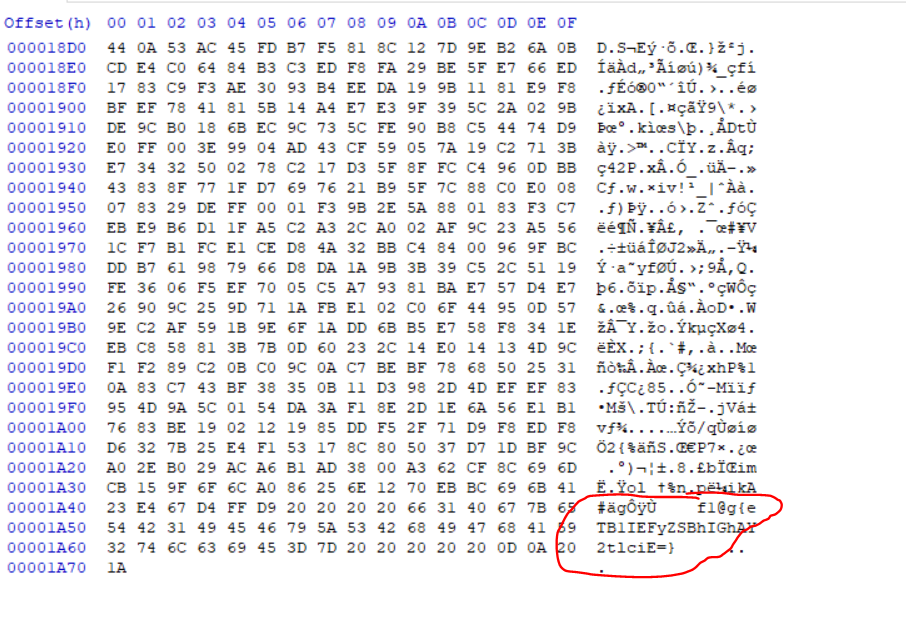 Offset(h) 00 01 02 03 04 05 06 07 08 09 0A 0B 0C 0D 0E 0F
000018D0 44 0A 53 AC 45 FD B7 F5 81 8C 12 7D 9E B2 6A 0B D.S¬Eý·õ.Œ.}ž²j.
000018E0 CD E4 C0 64 84 B3 C3 ED F8 FA 29 BE 5F E7 66 ED ÍäÀd„³Ãíøú)¾_çfí
000018F0 17 83 C9 F3 AE 30 93 B4 EE DA 19 9B 11 81 E9 F8 .ƒÉó®0“´îÚ.›..éø
00001900 BF EF 78 41 81 5B 14 A4 E7 E3 9F 39 5C 2A 02 9B ¿ïxA.[.¤çãŸ9\*.›
00001910 DE 9C B0 18 6B EC 9C 73 5C FE 90 B8 C5 44 74 D9 Þœ°.kìœs\þ.¸ÅDtÙ
00001920 E0 FF 00 3E 99 04 AD 43 CF 59 05 7A 19 C2 71 3B àÿ.>™..CÏY.z.Âq;
00001930 E7 34 32 50 02 78 C2 17 D3 5F 8F FC C4 96 0D BB ç42P.xÂ.Ó_.üÄ–.»
00001940 43 83 8F 77 1F D7 69 76 21 B9 5F 7C 88 C0 E0 08 Cƒ.w.×iv!¹_|ˆÀà.
00001950 07 83 29 DE FF 00 01 F3 9B 2E 5A 88 01 83 F3 C7 .ƒ)Þÿ..ó›.Zˆ.ƒóÇ
00001960 EB E9 B6 D1 1F A5 C2 A3 2C A0 02 AF 9C 23 A5 56 ëé¶Ñ.¥Â£, .¯œ#¥V
00001970 1C F7 B1 FC E1 CE D8 4A 32 BB C4 84 00 96 9F BC .÷±üáÎØJ2»Ä„.–Ÿ¼
00001980 DD B7 61 98 79 66 D8 DA 1A 9B 3B 39 C5 2C 51 19 Ý·a˜yfØÚ.›;9Å,Q.
00001990 FE 36 06 F5 EF 70 05 C5 A7 93 81 BA E7 57 D4 E7 þ6.õïp.Å§“.ºçWÔç
000019A0 26 90 9C 25 9D 71 1A FB E1 02 C0 6F 44 95 0D 57 &.œ%.q.ûá.ÀoD•.W
000019B0 9E C2 AF 59 1B 9E 6F 1A DD 6B B5 E7 58 F8 34 1E žÂ¯Y.žo.ÝkµçXø4.
000019C0 EB C8 58 81 3B 7B 0D 60 23 2C 14 E0 14 13 4D 9C ëÈX.;{.`#,.à..Mœ
000019D0 F1 F2 89 C2 0B C0 9C 0A C7 BE BF 78 68 50 25 31 ñò‰Â.Àœ.Ç¾¿xhP%1
000019E0 0A 83 C7 43 BF 38 35 0B 11 D3 98 2D 4D EF EF 83 .ƒÇC¿85..Ó˜-Mïïƒ
000019F0 95 4D 9A 5C 01 54 DA 3A F1 8E 2D 1E 6A 56 E1 B1 •Mš\.TÚ:ñŽ-.jVá±
00001A00 76 83 BE 19 02 12 19 85 DD F5 2F 71 D9 F8 ED F8 vƒ¾....…Ýõ/qÙøíø
00001A10 D6 32 7B 25 E4 F1 53 17 8C 80 50 37 D7 1D BF 9C Ö2{%äñS.Œ€P7×.¿œ
00001A20 A0 2E B0 29 AC A6 B1 AD 38 00 A3 62 CF 8C 69 6D  .°)¬¦±.8.£bÏŒim
00001A30 CB 15 9F 6F 6C A0 86 25 6E 12 70 EB BC 69 6B 41 Ë.Ÿol †%n.pë¼ikA
00001A40 23 E4 67 D4 FF D9 20 20 20 20 66 31 40 67 7B 65 #ägÔÿÙ    f1@g{e
00001A50 54 42 31 49 45 46 79 5A 53 42 68 49 47 68 41 59 TB1IEFyZSBhIGhAY
00001A60 32 74 6C 63 69 45 3D 7D 20 20 20 20 20 0D 0A 20 2tlciE=}     .. 
00001A70 1A .